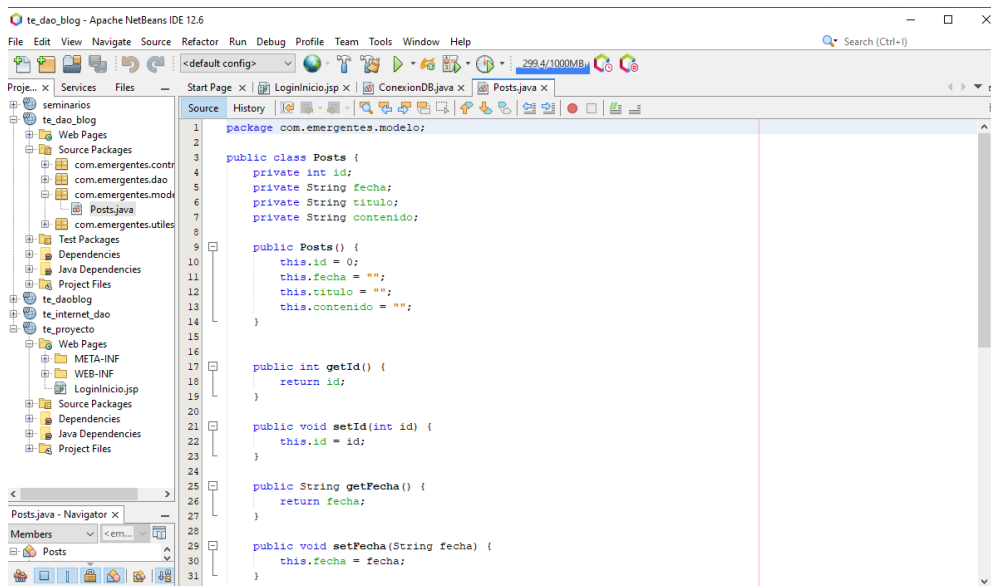 te_dao_blog - Apache NetBeans IDE 12.6
File Edit View Navigate Source Refactor Run Debug Profile Team Tools Window Help
Search (Ctrl+I)
<default config>
299,4/1000MB
Proje... Services Files
Start Page LoginInicio.jsp ConexionDB.java Posts.java
Source History
seminarios
te_dao_blog
Web Pages
Source Packages
com.emergentes.contr
com.emergentes.dao
com.emergentes.mode
Posts.java
com.emergentes.utiles
Test Packages
Dependencies
Java Dependencies
Project Files
te_daoblog
te_internet_dao
te_proyecto
Web Pages
META-INF
WEB-INF
LoginInicio.jsp
Source Packages
Dependencies
Java Dependencies
Project Files
Posts.java - Navigator
Members <em...
Posts
1 package com.emergentes.modelo;
2
3 public class Posts {
4 private int id;
5 private String fecha;
6 private String titulo;
7 private String contenido;
8
9 public Posts() {
10 this.id = 0;
11 this.fecha = "";
12 this.titulo = "";
13 this.contenido = "";
14 }
15
16
17 public int getId() {
18 return id;
19 }
20
21 public void setId(int id) {
22 this.id = id;
23 }
24
25 public String getFecha() {
26 return fecha;
27 }
28
29 public void setFecha(String fecha) {
30 this.fecha = fecha;
31 }